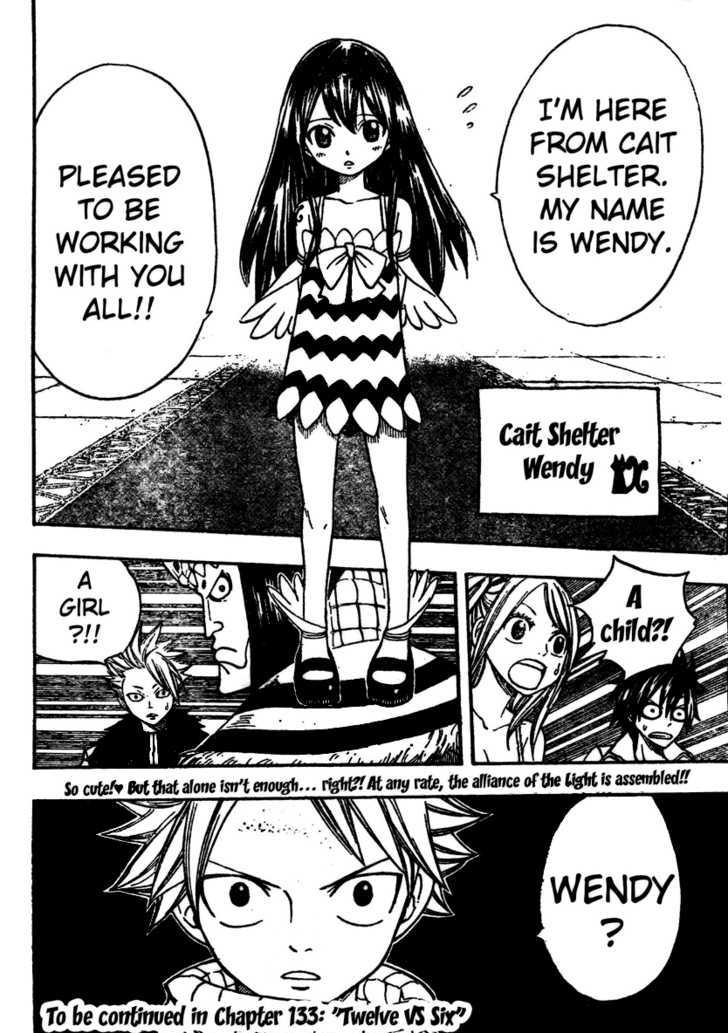 I'M HERE
FROM CAIT
SHELTER.
MY NAME
IS WENDY.
PLEASED
TO BE
WORKING
WITH YOU
ALL!!
Cait Shelter
Wendy
A
GIRL
?!!
A
child?!
So cute!♥ But that alone isn't enough... right?! At any rate, the alliance of the light is assembled!!
WENDY
?
To be continued in Chapter 133: "Twelve VS Six"